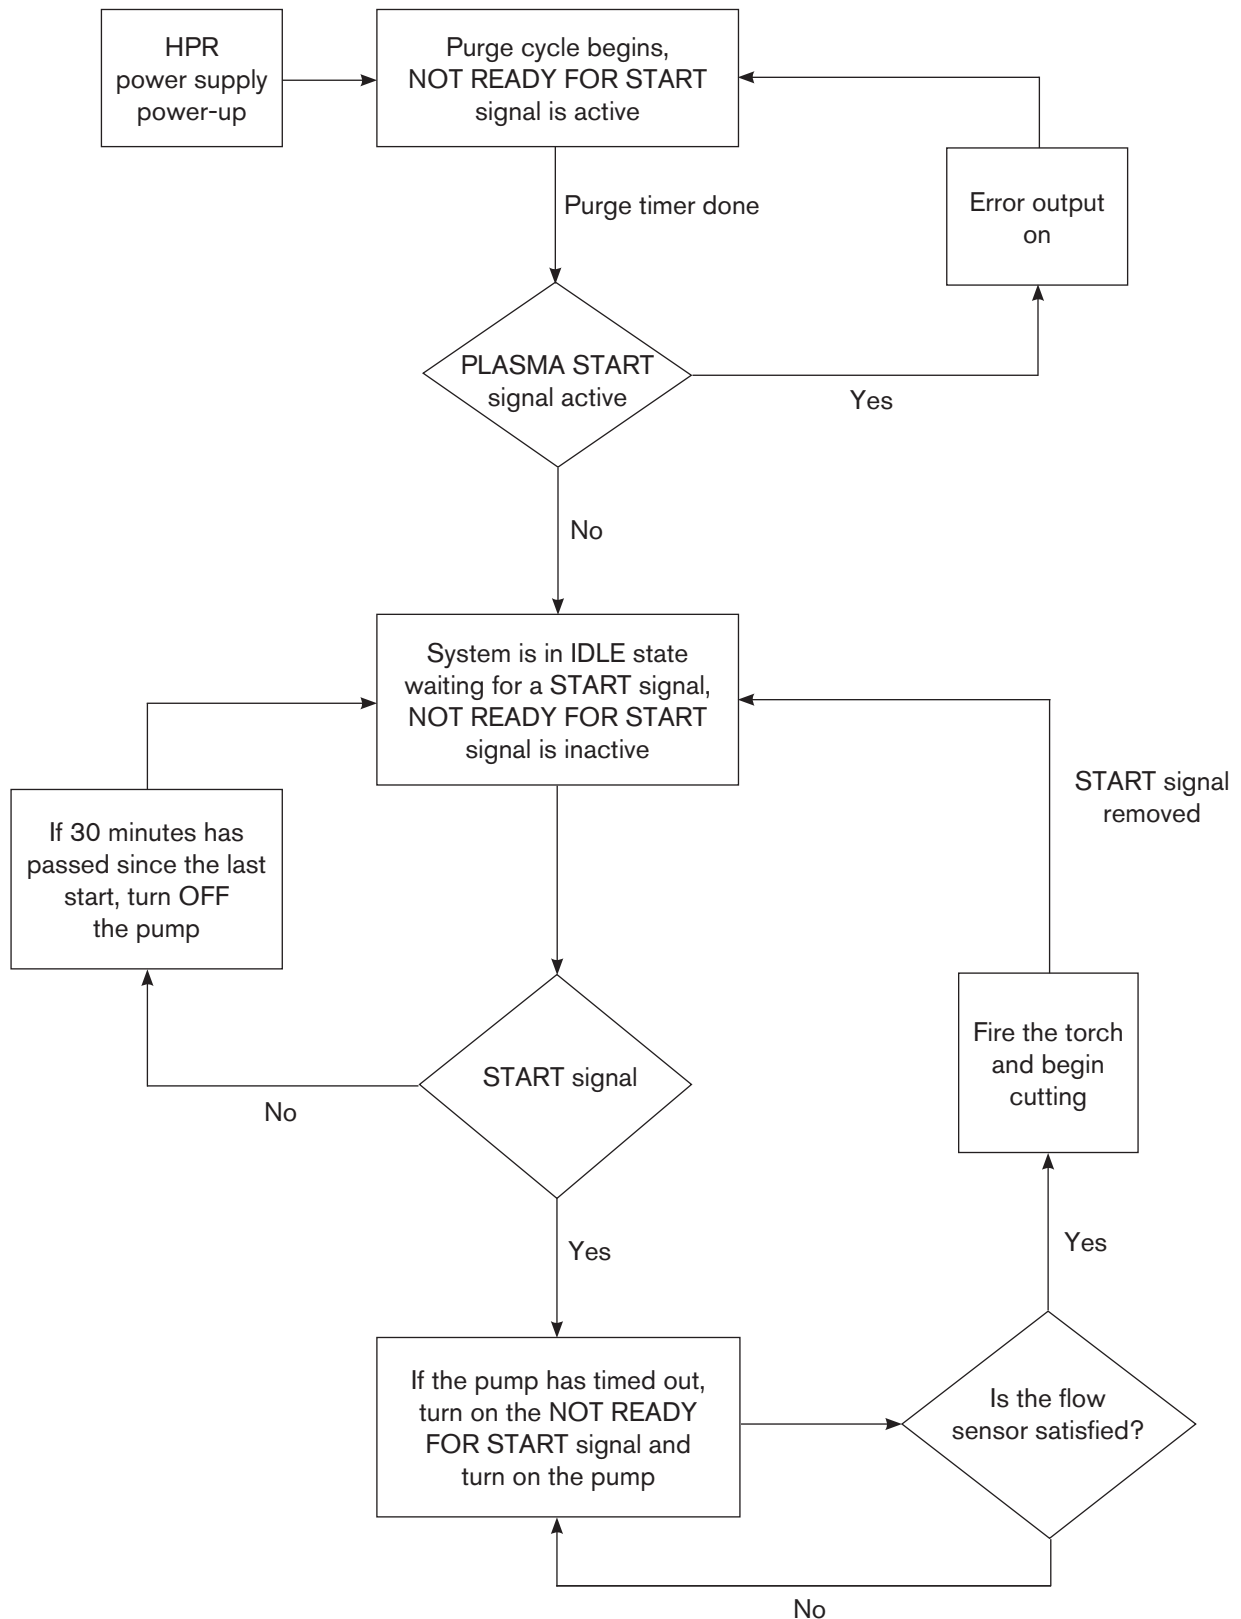 HPR
power supply
power-up
Purge cycle begins,
NOT READY FOR START
signal is active
Purge timer done
Error output
on
PLASMA START
signal active
Yes
No
System is in IDLE state
waiting for a START signal,
NOT READY FOR START
signal is inactive
START signal
removed
If 30 minutes has
passed since the last
start, turn OFF
the pump
Fire the torch
and begin
cutting
START signal
No
Yes
Yes
If the pump has timed out,
turn on the NOT READY
FOR START signal and
turn on the pump
Is the flow
sensor satisfied?
No